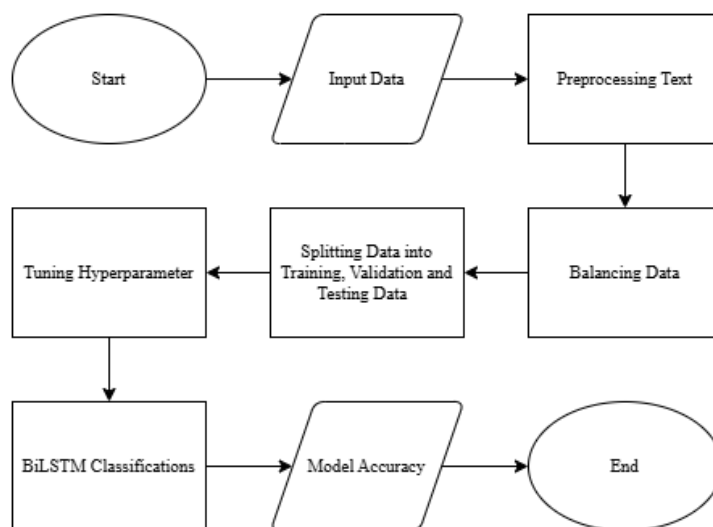 Start
Input Data
Preprocessing Text
Tuning Hyperparameter
Splitting Data into
Training, Validation and
Testing Data
Balancing Data
BiLSTM Classifications
Model Accuracy
End